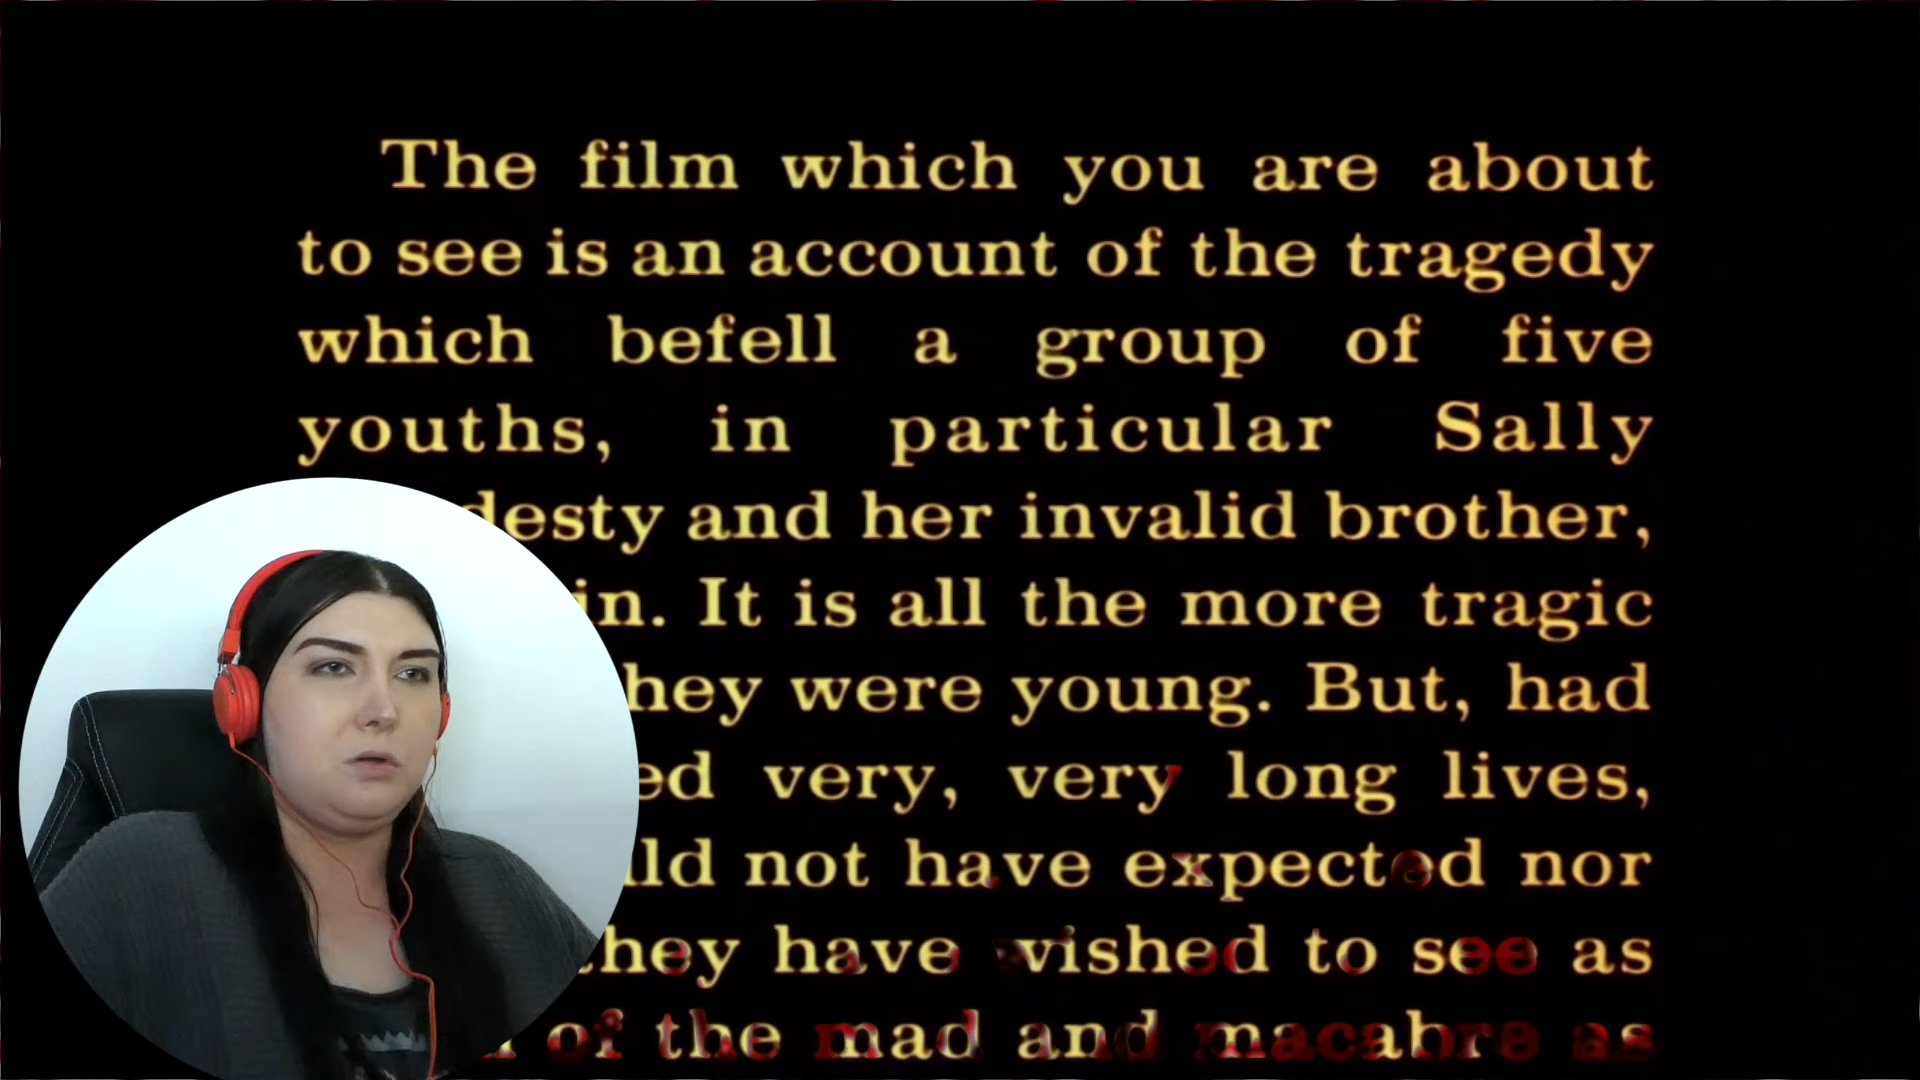 The film which you are about
to see is an account of the tragedy
which befell a group of five
youths, in particular Sally
desty and her invalid brother,
in. It is all the more tragic
hey were young. But, had
ed very, very long lives,
ld not have expected nor
they have wished to see as
of the mad and macabre as